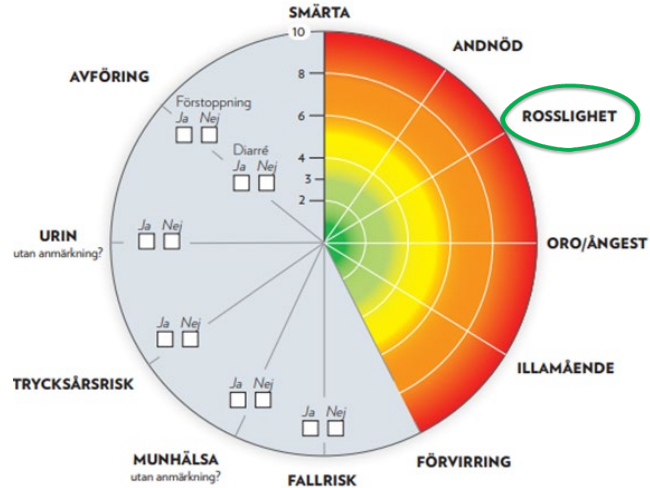 SMÄRTA
10
8
6
4
3
2
ANDNÖD
ROSSLIGHET
ORO/ÅNGEST
ILLAMÅENDE
FÖRVIRRING
FALLRISK
Ja Nej
MUNHÄLSA
utan anmärkning?
Ja Nej
TRYCKSÅRSRISK
Ja Nej
URIN
utan anmärkning?
Ja Nej
AVFÖRING
Förstoppning
Ja Nej
Diarré
Ja Nej